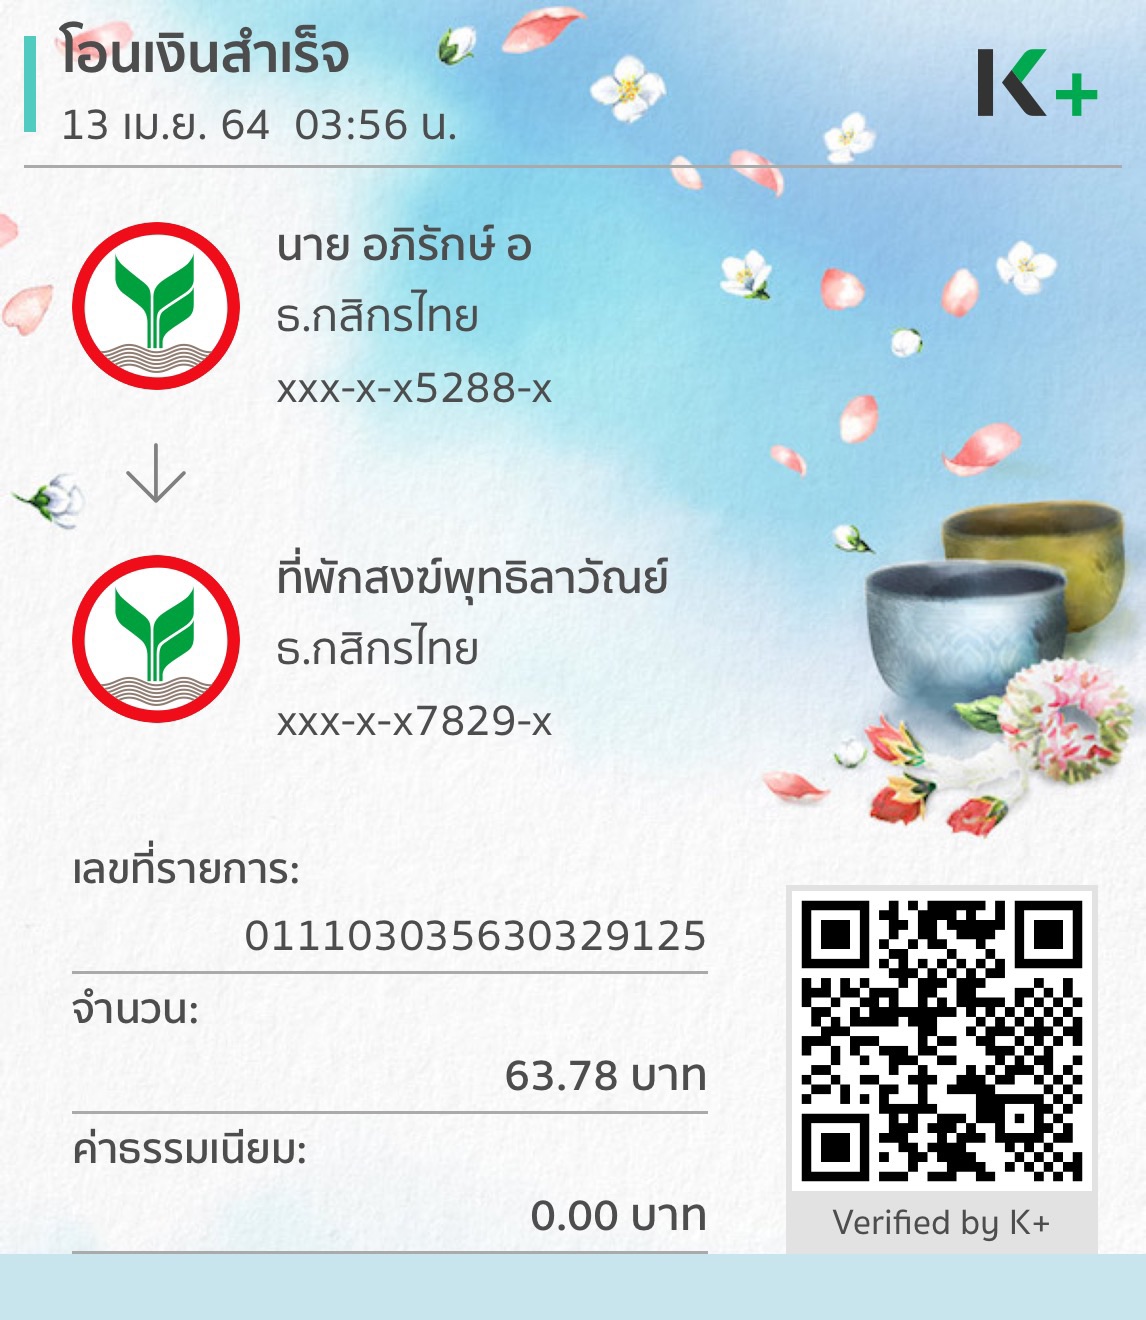 โอนเงินสำเร็จ
13 เม.ย. 64 03:56 น.
K+
นาย อภิรักษ์ อ
ธ.กสิกรไทย
xxx-x-x5288-x
ที่พักสงฆ์พุทธิลาวัณย์
ธ.กสิกรไทย
xxx-x-x7829-x
เลขที่รายการ:
011103035630329125
จำนวน:
63.78 บาท
ค่าธรรมเนียม:
0.00 บาท
Verified by K+